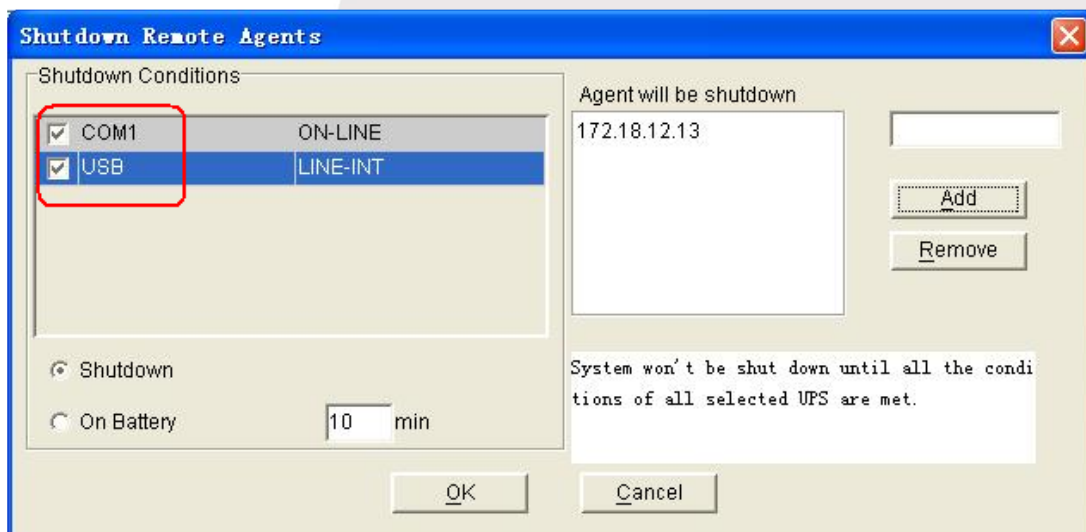 Shutdown Remote Agents
Shutdown Conditions
COM1 ON-LINE
USB LINE-INT
Shutdown
On Battery 10 min
Agent will be shutdown
172.18.12.13
Add
Remove
System won't be shut down until all the condi
tions of all selected UPS are met.
OK Cancel